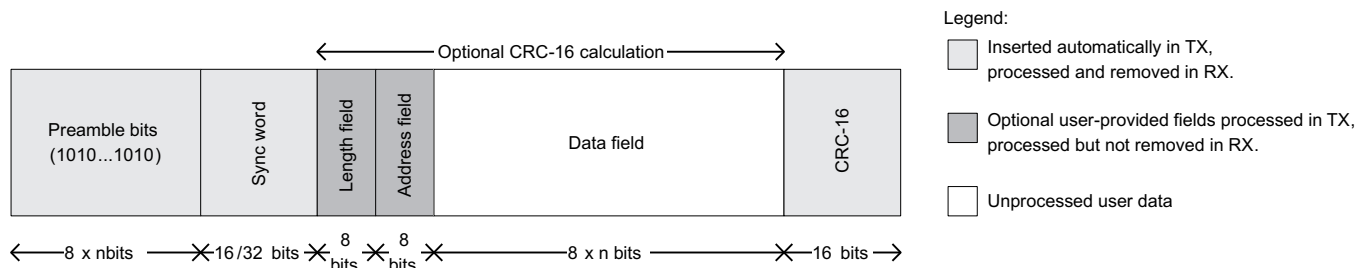 Legend:
Optional CRC-16 calculation
Inserted automatically in TX,
processed and removed in RX.
Preamble bits
(1010...1010)
Sync word
Length field
Address field
Data field
CRC-16
Optional user-provided fields processed in TX,
processed but not removed in RX.
Unprocessed user data
8 x nbits
16/32 bits
8
bits
8
bits
8 x n bits
16 bits